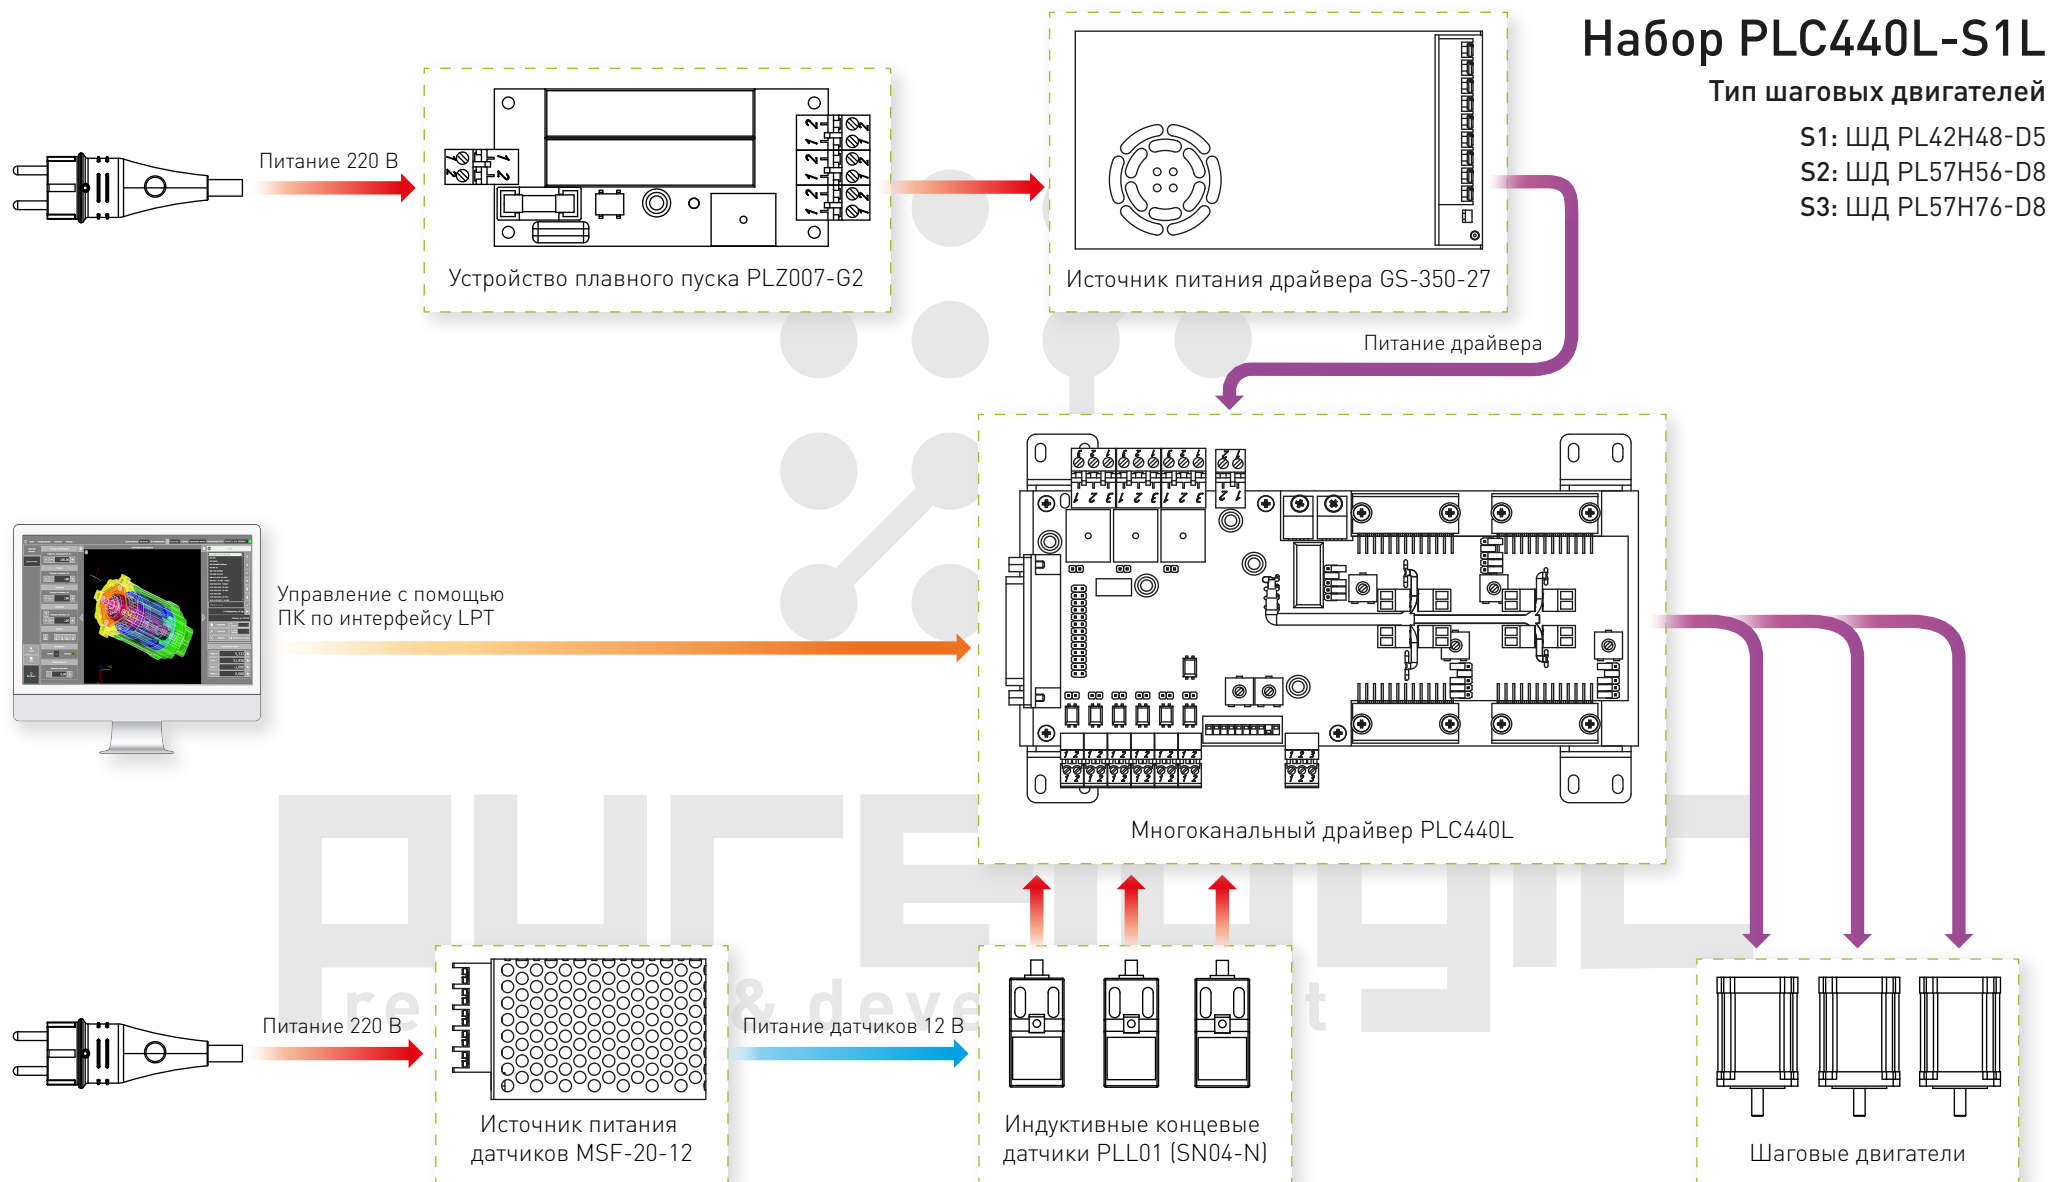 Набор PLC440L-S1L
Тип шаговых двигателей
S1: ШД PL42H48-D5
S2: ШД PL57H56-D8
S3: ШД PL57H76-D8
Питание 220 В
Устройство плавного пуска PLZ007-G2
Источник питания драйвера GS-350-27
Питание драйвера
Управление с помощью
ПК по интерфейсу LPT
Многоканальный драйвер PLC440L
Питание 220 В
Питание датчиков 12 В
Источник питания
датчиков MSF-20-12
Индуктивные концевые
датчики PLL01 (SN04-N)
Шаговые двигатели
purelogic